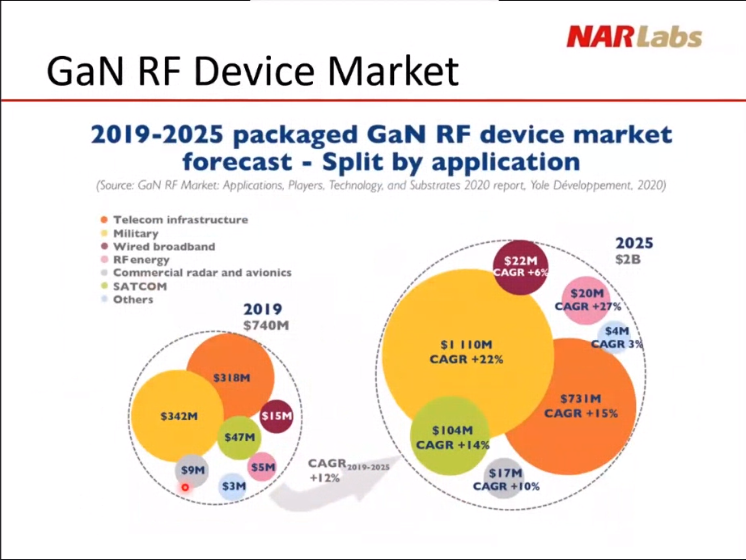 NARLabs
GaN RF Device Market
2019-2025 packaged GaN RF device market
forecast - Split by application
(Source: GaN RF Market: Applications, Players, Technology, and Substrates 2020 report, Yole Développement, 2020)
Telecom infrastructure
Military
Wired broadband
RF energy
Commercial radar and avionics
SATCOM
Others
2019
$740M
$318M
$342M
$15M
$47M
$9M
$5M
$3M
CAGR2019-2025
+12%
2025
$2B
$22M
CAGR +6%
$20M
CAGR +27%
$4M
CAGR 3%
$1 110M
CAGR +22%
$731M
CAGR +15%
$104M
CAGR +14%
$17M
CAGR +10%